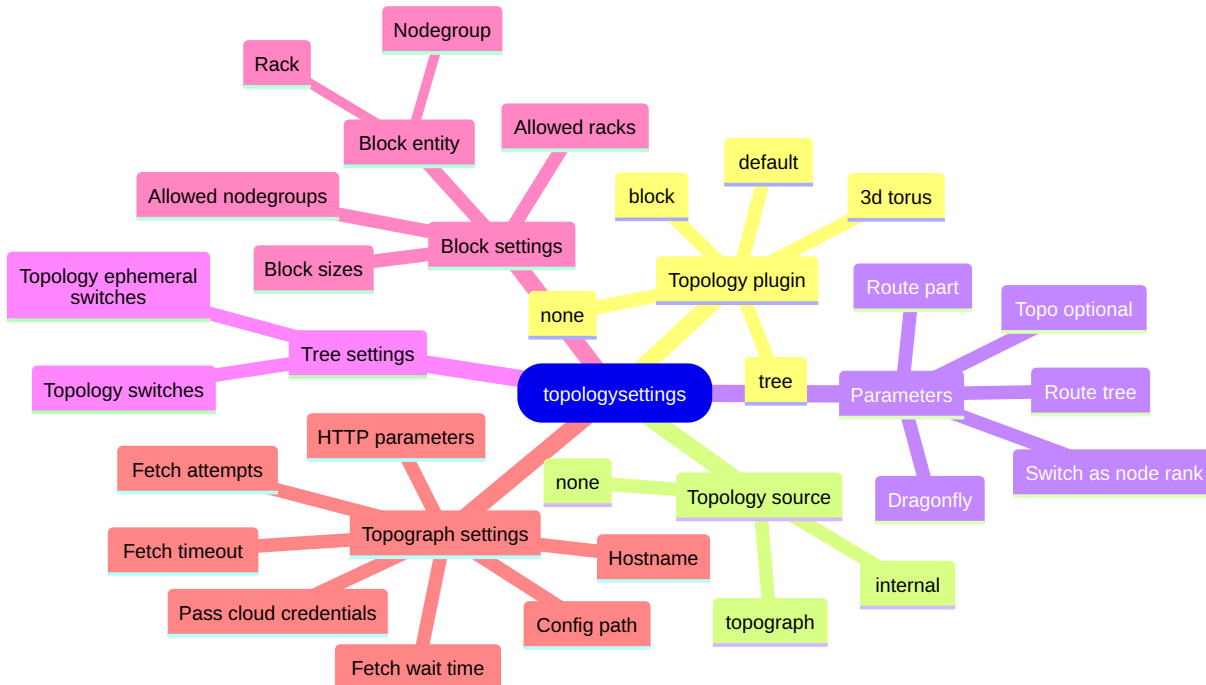 Nodegroup
Rack
Block entity
Allowed racks
Allowed nodegroups
Block settings
Block sizes
default
block
3d torus
Topology plugin
none
tree
Topology ephemeral
switches
Tree settings
Topology switches
topologysettings
Route part
Topo optional
Parameters
Route tree
Switch as node rank
Dragonfly
HTTP parameters
Fetch attempts
Topograph settings
Fetch timeout
Hostname
Pass cloud credentials
Config path
Fetch wait time
none
Topology source
internal
topograph